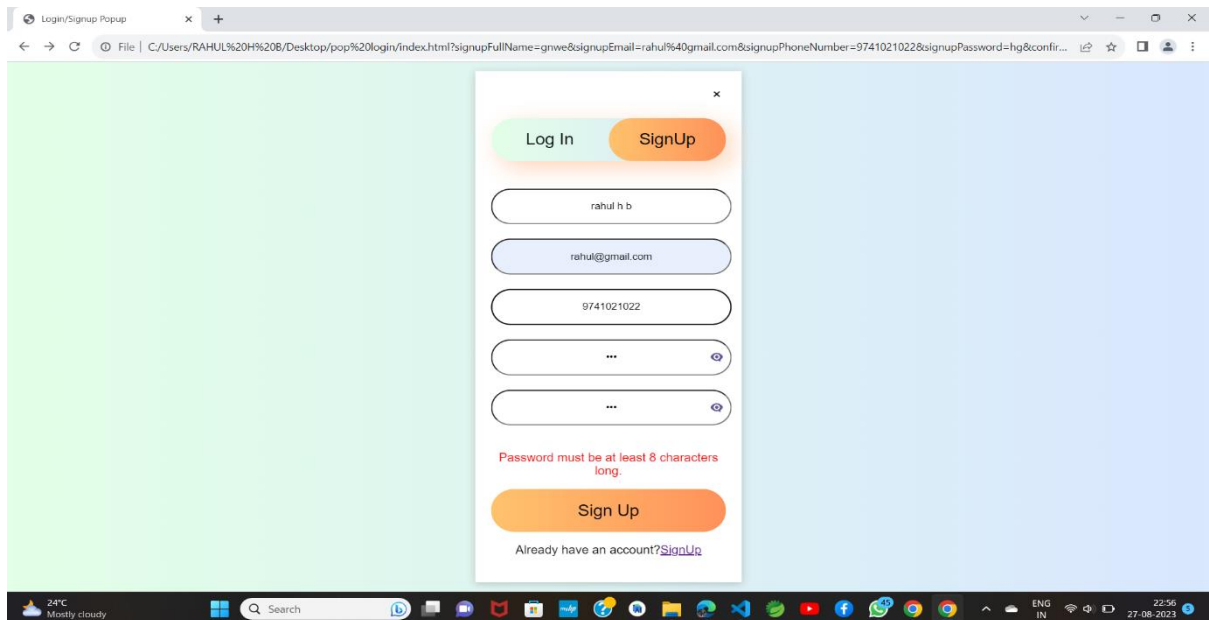 Login/Signup Popup
File | C:/Users/RAHUL%20H%20B/Desktop/pop%20login/index.html?signupFullName=gnwe&signupEmail=rahul%40gmail.com&signupPhoneNumber=9741021022&signupPassword=hg&confir...
Log In SignUp
rahul h b
rahul@gmail.com
9741021022
•••
•••
Password must be at least 8 characters
long.
Sign Up
Already have an account?SignUp
24°C
Mostly cloudy
Search
45
ENG
IN
22:56
27-08-2023